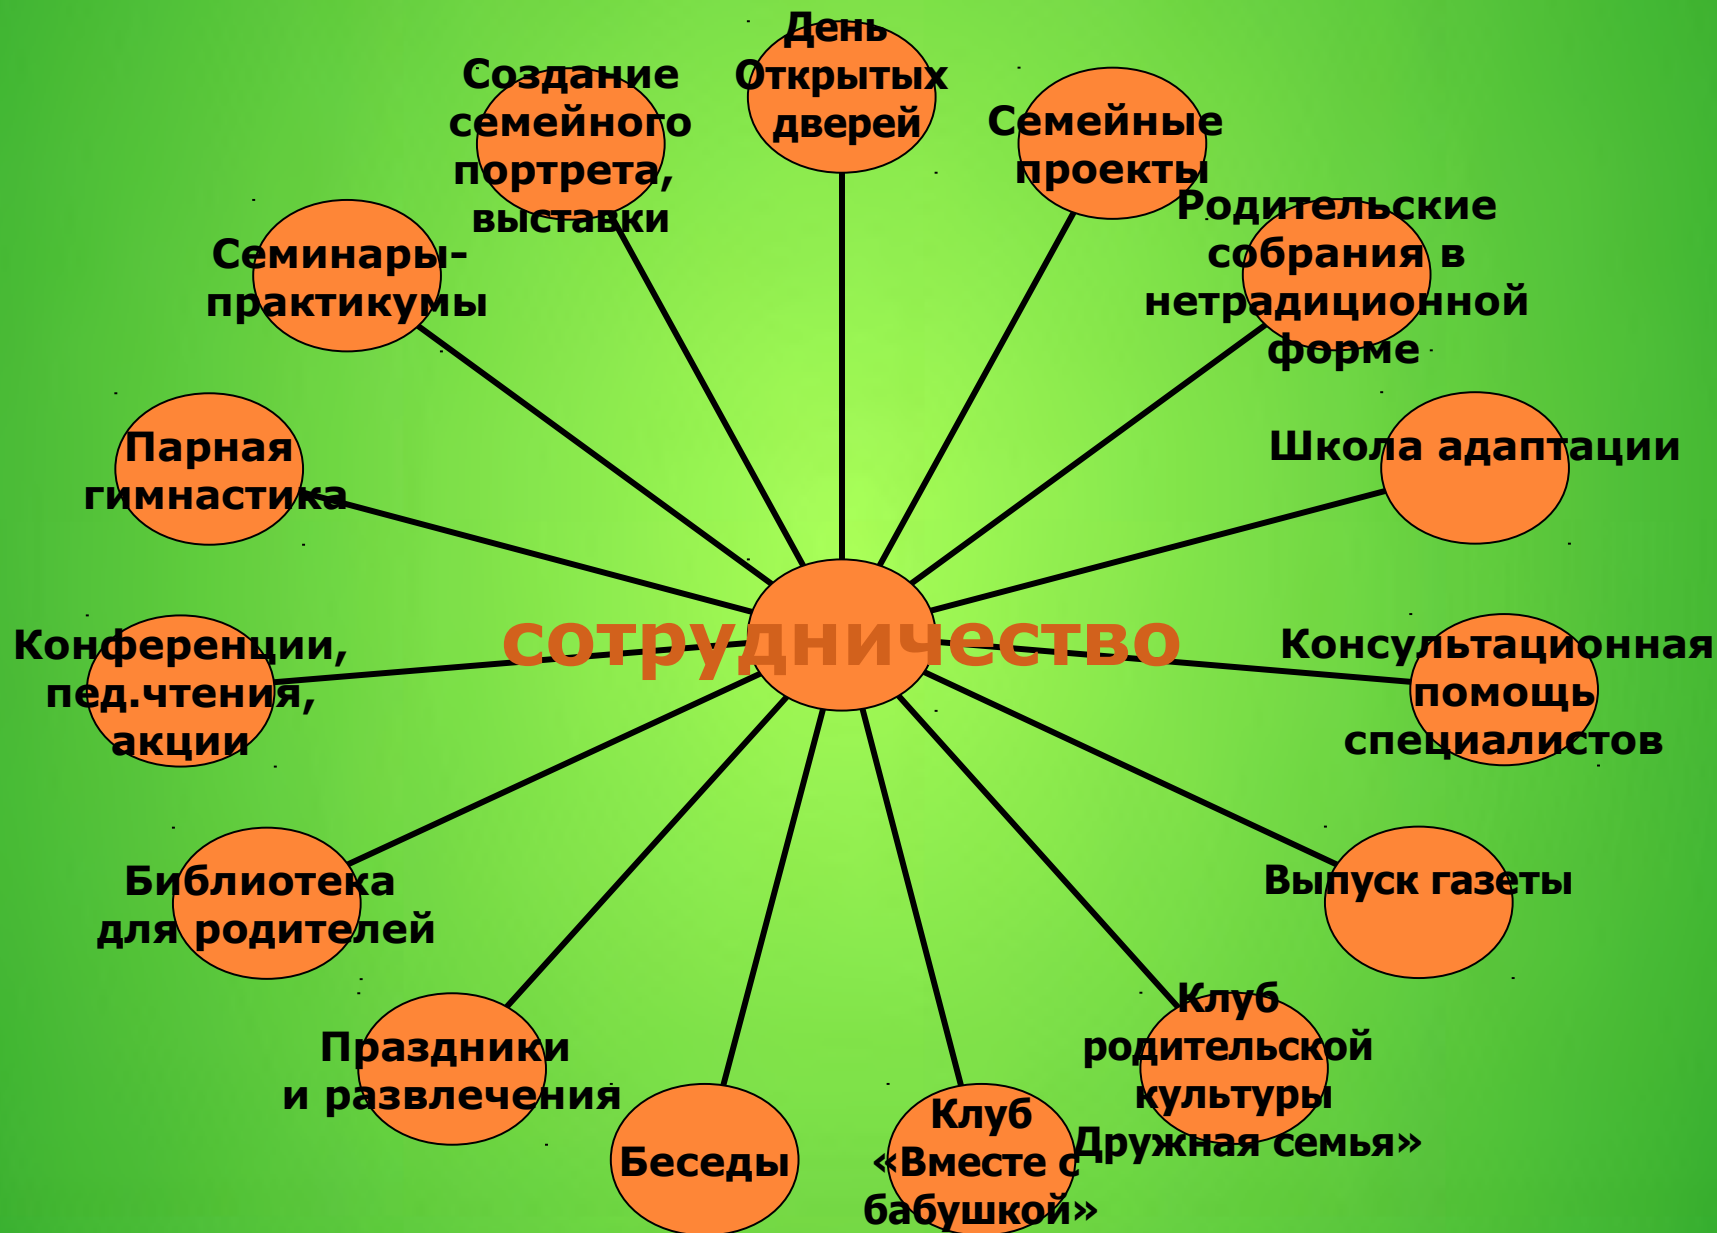 День
Открытых
дверей
Семейные
проекты
Родительские
собрания в
нетрадиционной
форме
Школа адаптации
Консультационная
помощь
специалистов
Выпуск газеты
Клуб
родительской
культуры
Дружная семья»
Клуб
«Вместе с
бабушкой»
Беседы
Праздники
и развлечения
Библиотека
для родителей
Конференции,
пед.чтения,
акции
Парная
гимнастика
Семинары-
практикумы
Создание
семейного
портрета,
выставки
сотрудничество